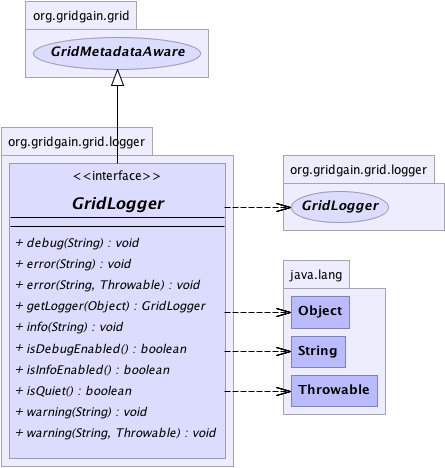 org.gridgain.grid
GridMetadataAware
org.gridgain.grid.logger
<<interface>>
GridLogger
+ debug(String) : void
+ error(String) : void
+ error(String, Throwable) : void
+ getLogger(Object) : GridLogger
+ info(String) : void
+ isDebugEnabled() : boolean
+ isInfoEnabled() : boolean
+ isQuiet() : boolean
+ warning(String) : void
+ warning(String, Throwable) : void
org.gridgain.grid.logger
GridLogger
java.lang
Object
String
Throwable